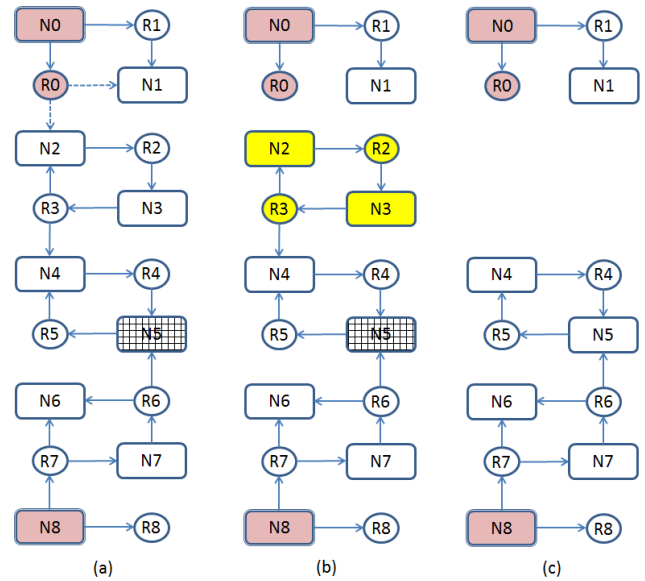 N0 R1 N0 R1 N0 R1
R0 N1 R0 N1 R0 N1
N2 R2 N2 R2
R3 N3 R3 N3
N4 R4 N4 R4 N4 R4
R5 N5 R5 N5 R5 N5
N6 R6 N6 R6 N6 R6
R7 N7 R7 N7 R7 N7
N8 R8 N8 R8 N8 R8
(a) (b) (c)